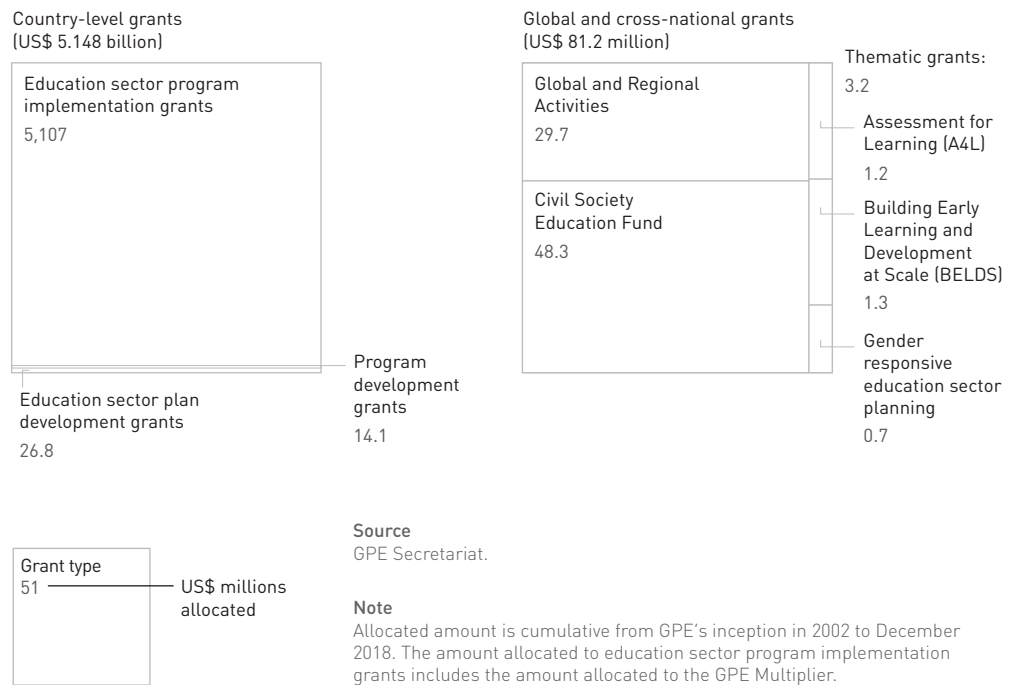 Country-level grants
(US$ 5.148 billion)
Education sector program
implementation grants
5,107
Program
development
grants
14.1
Education sector plan
development grants
26.8
Global and cross-national grants
(US$ 81.2 million)
Global and Regional
Activities
29.7
Civil Society
Education Fund
48.3
Thematic grants:
3.2
Assessment for
Learning (A4L)
1.2
Building Early
Learning and
Development
at Scale (BELDS)
1.3
Gender
responsive
education sector
planning
0.7
Grant type
51
US$ millions
allocated
Source
GPE Secretariat.
Note
Allocated amount is cumulative from GPE's inception in 2002 to December
2018. The amount allocated to education sector program implementation
grants includes the amount allocated to the GPE Multiplier.